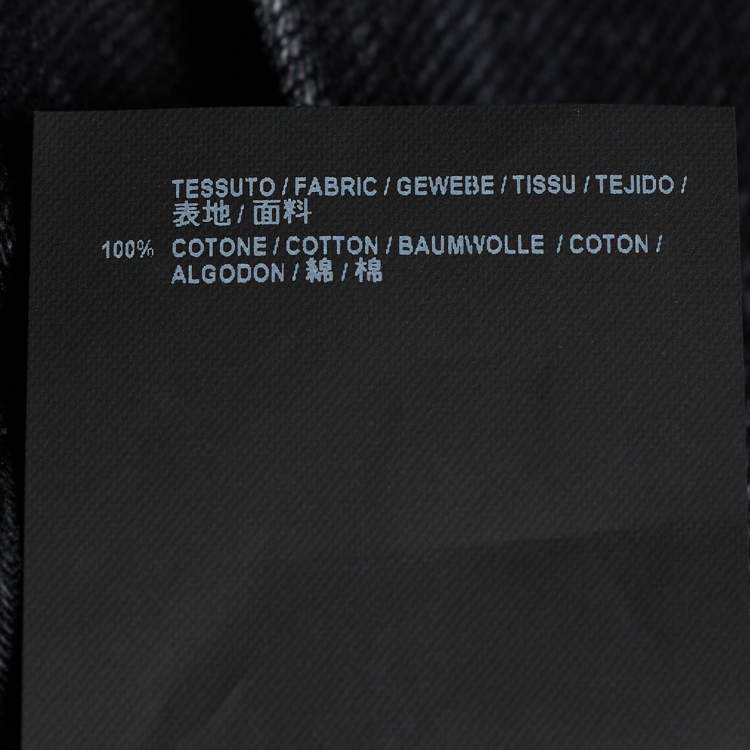 TESSUTO / FABRIC / GEWEBE / TISSU / TEJIDO /
表地 / 面料
100% COTONE / COTTON / BAUMWOLLE / COTON /
ALGODON / 綿 / 棉